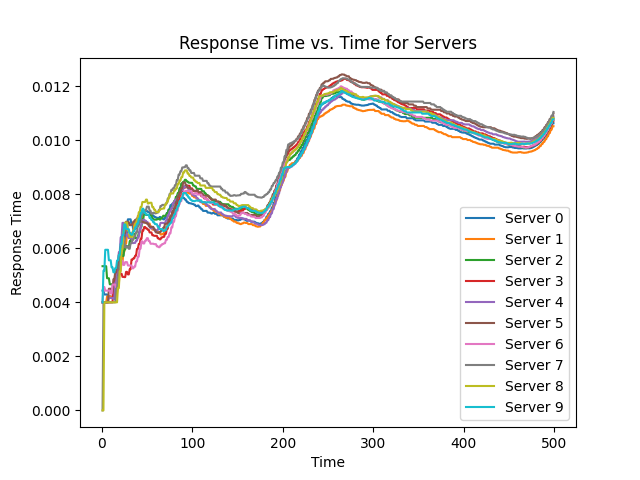 Response Time vs. Time for Servers
Response Time
0.012
0.010
0.008
0.006
0.004
0.002
0.000
0
100
200
300
400
500
Time
Server 0
Server 1
Server 2
Server 3
Server 4
Server 5
Server 6
Server 7
Server 8
Server 9